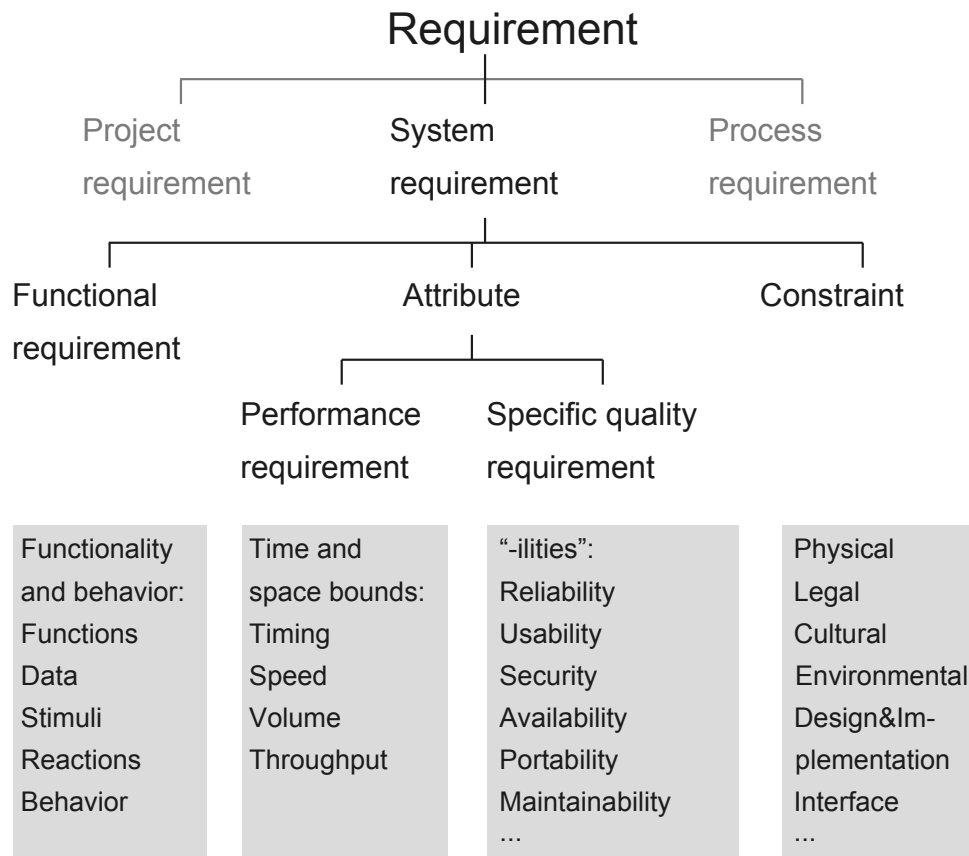 Requirement
Project
requirement
System
requirement
Process
requirement
Functional
requirement
Attribute
Constraint
Performance
requirement
Specific quality
requirement
Functionality
and behavior:
Functions
Data
Stimuli
Reactions
Behavior
Time and
space bounds:
Timing
Speed
Volume
Throughput
“-ilities”:
Reliability
Usability
Security
Availability
Portability
Maintainability
...
Physical
Legal
Cultural
Environmental
Design&Im-
plementation
Interface
...